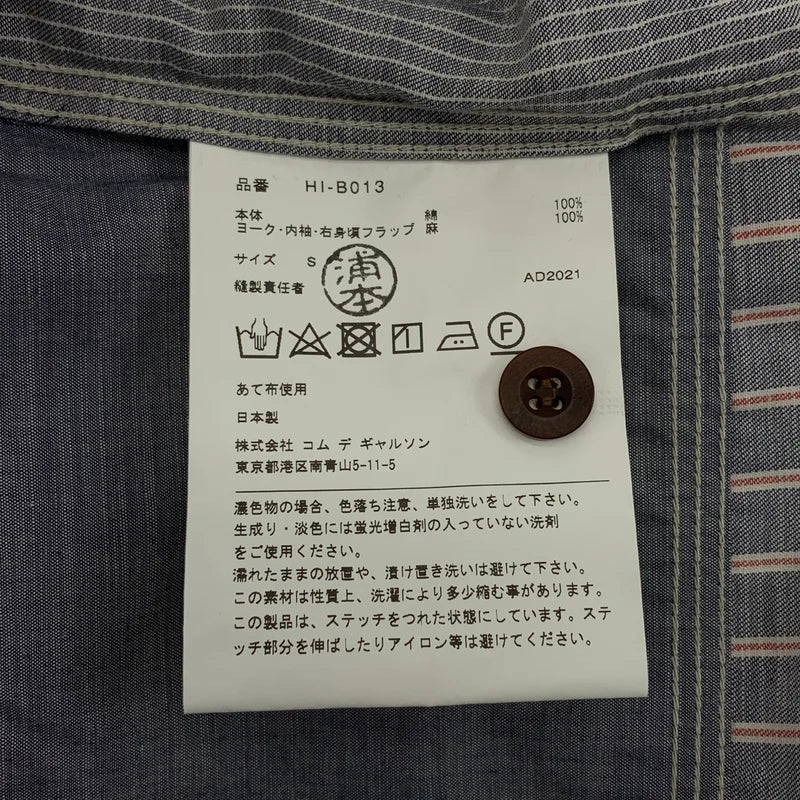 品番 HI-B013
本体 綿 100%
ヨーク・内袖・右身頃フラップ 麻 100%
サイズ S
浦本
縫製責任者
AD2021
F
あて布使用
日本製
株式会社 コム デ ギャルソン
東京都港区南青山5-11-5
濃色物の場合、色落ち注意、単独洗いをして下さい。
生成り・淡色には蛍光増白剤の入っていない洗剤
をご使用ください。
濡れたままの放置や、漬け置き洗いは避けて下さい。
この素材は性質上、洗濯により多少縮む事があります。
この製品は、ステッチをつれた状態にしています。ステ
ッチ部分を伸ばしたりアイロン等は避けてください。